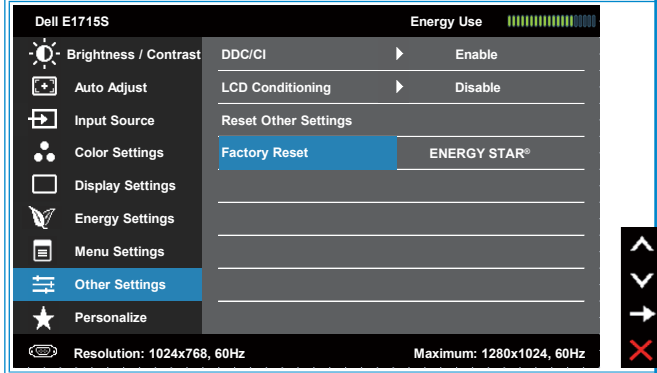 Dell E1715S Energy Use
Brightness / Contrast DDC/CI Enable
Auto Adjust LCD Conditioning Disable
Input Source Reset Other Settings
Color Settings Factory Reset ENERGY STAR®
Display Settings
Energy Settings
Menu Settings
Other Settings
Personalize
Resolution: 1024x768, 60Hz Maximum: 1280x1024, 60Hz